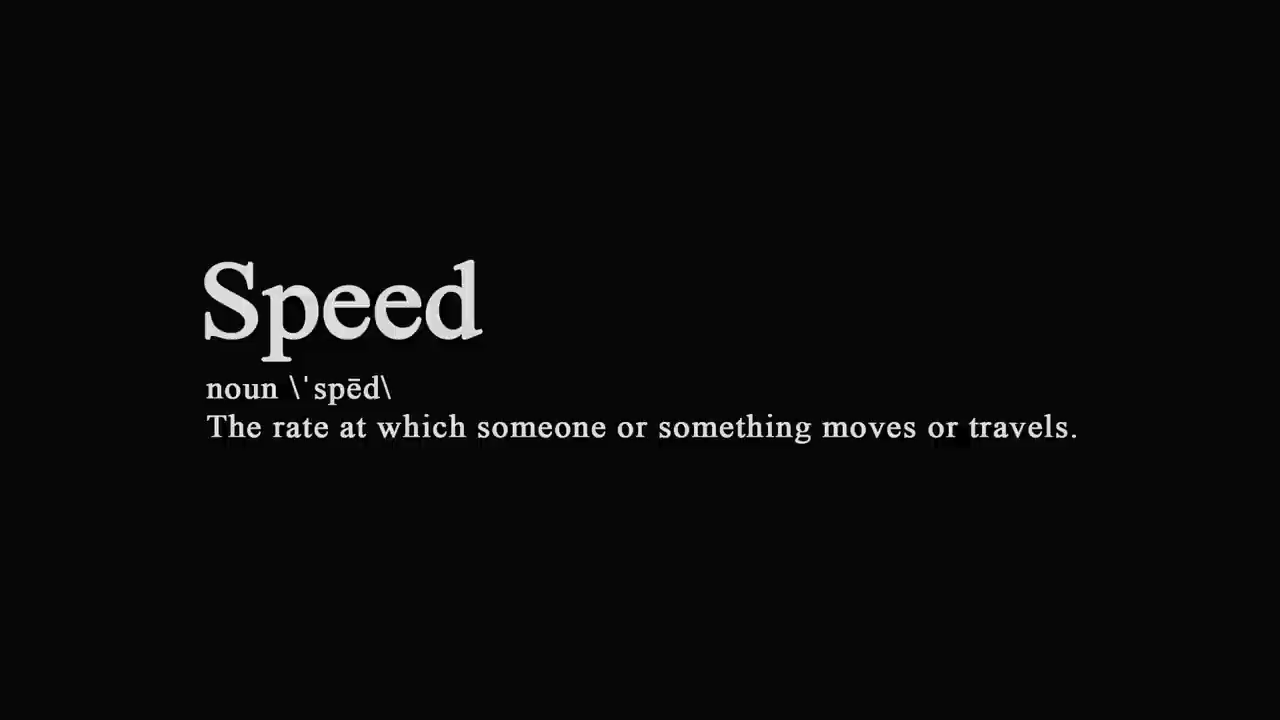 Speed
noun \ˈspēd\
The rate at which someone or something moves or travels.